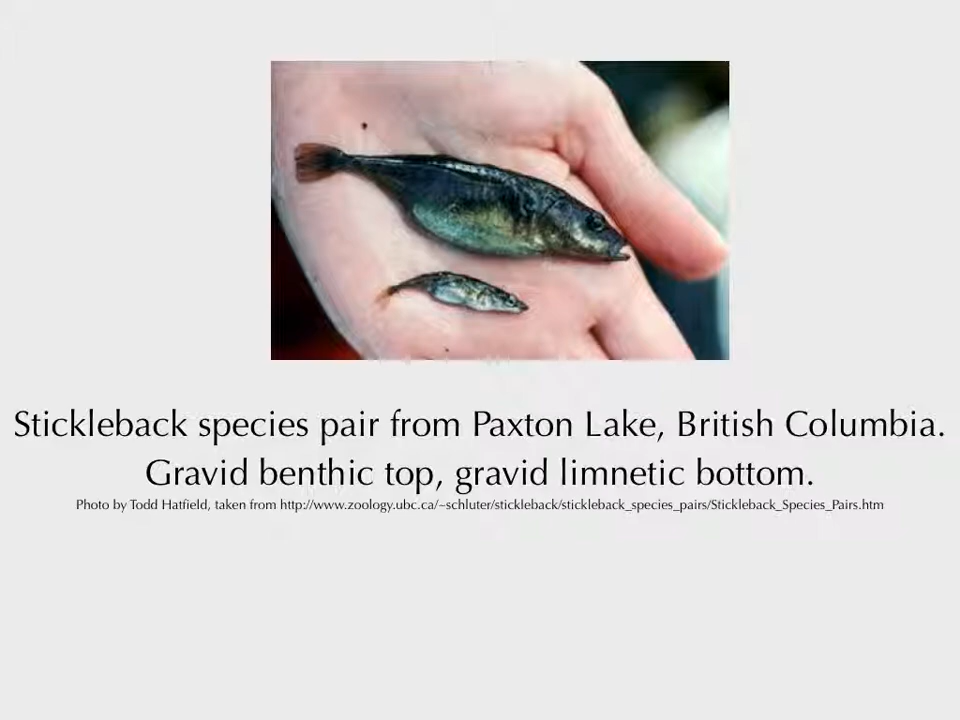 Stickleback species pair from Paxton Lake, British Columbia.
Gravid benthic top, gravid limnetic bottom.
Photo by Todd Hatfield, taken from http://www.zoology.ubc.ca/~schluter/stickleback/stickleback_species_pairs/Stickleback_Species_Pairs.htm